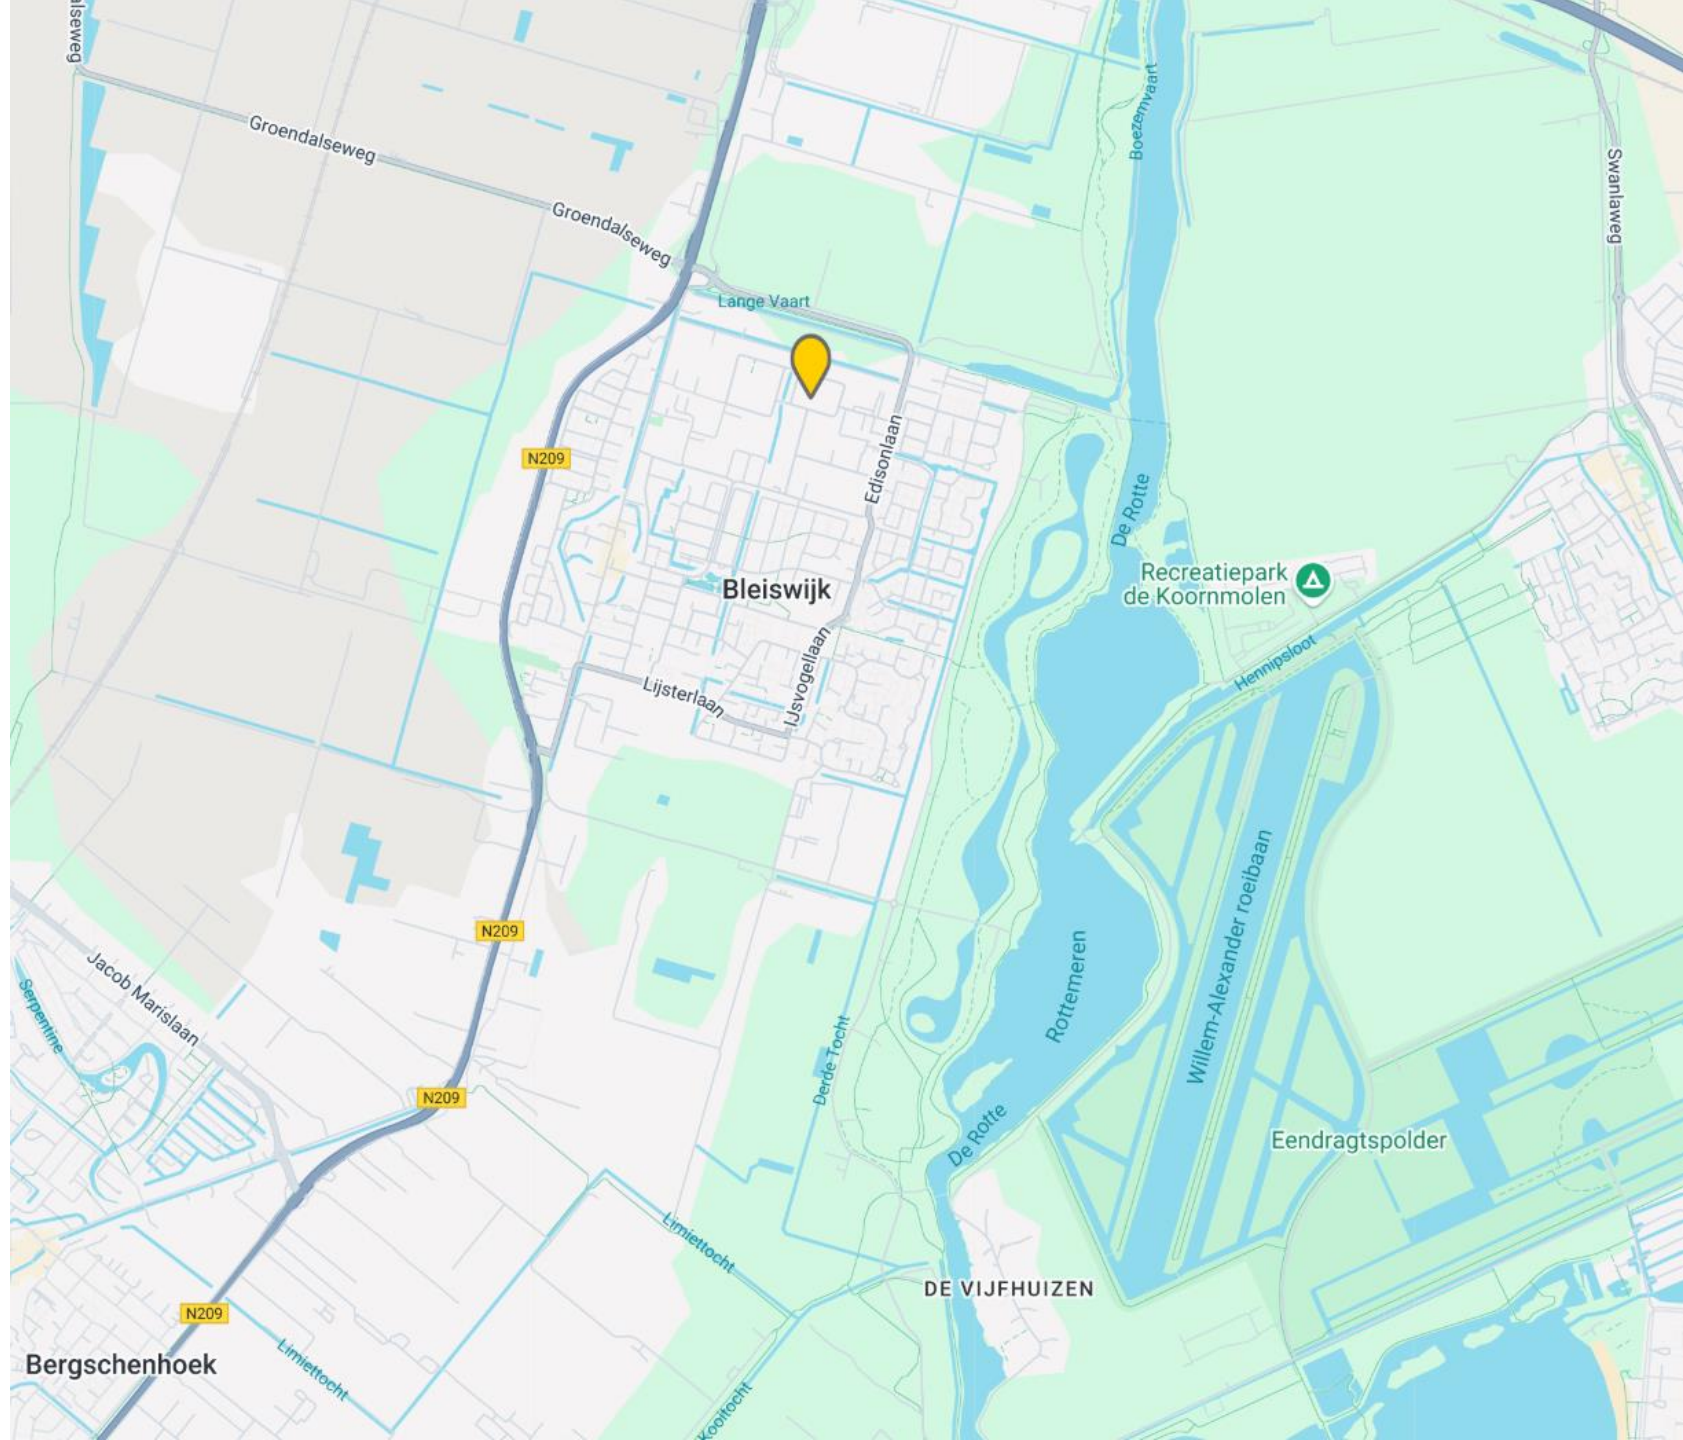 alseweg
Groendalseweg
Groendalseweg
Boezemvaart
Swanlaweg
Lange Vaart
N209
Edisonlaan
De Rotte
Recreatiepark
de Koornmolen
Bleiswijk
IJsvogellaan
Lijsterlaan
Hennipsloot
N209
Willem-Alexander roeibaan
Rottemeren
Jacob Marislaan
Serpentine
Derde Tocht
N209
De Rotte
Eendragtspolder
Limiettocht
DE VIJFHUIZEN
N209
Limiettocht
Bergschenhoek
Kooitocht